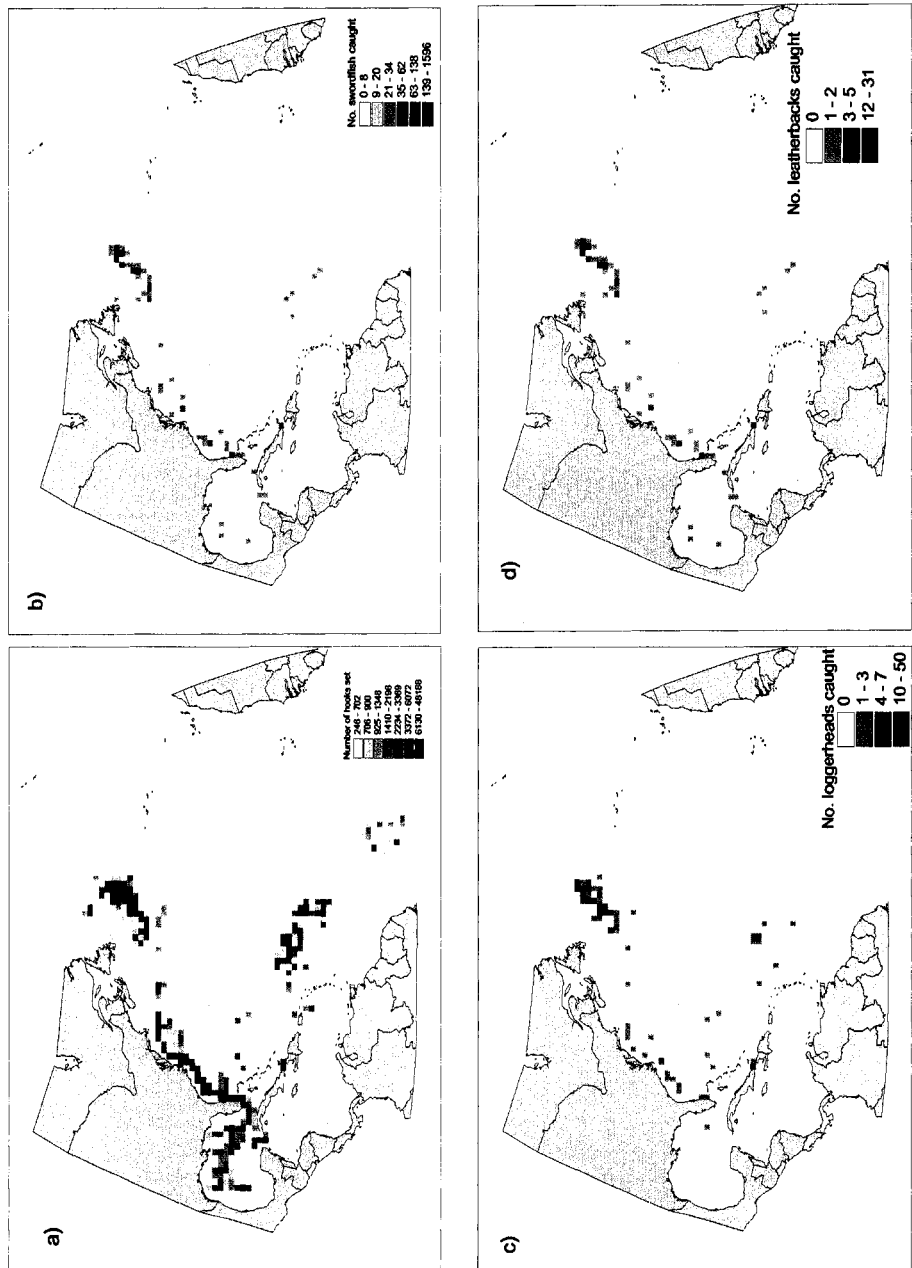 a)
Number of hooks set
246 - 702
706 - 900
925 - 1348
1410 - 2196
2234 - 3369
3372 - 6072
6130 - 46188
b)
No. swordfish caught
0 - 8
9 - 20
21 - 34
35 - 62
63 - 138
139 - 1596
c)
No. loggerheads caught
0
1 - 3
4 - 7
10 - 50
d)
No. leatherbacks caught
0
1 - 2
3 - 5
12 - 31